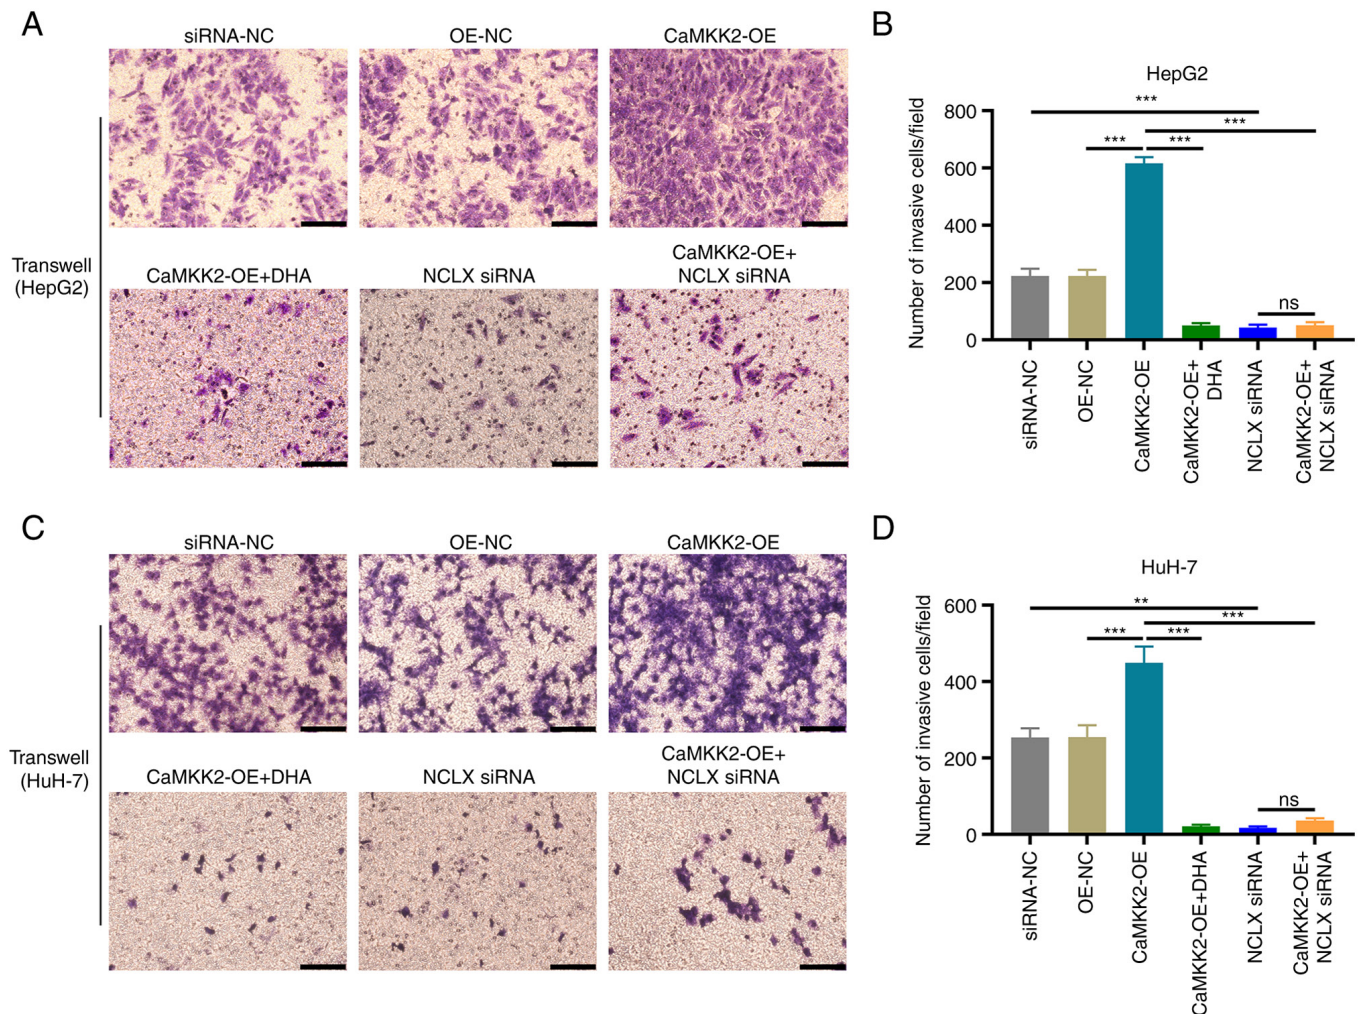 A
siRNA-NC
OE-NC
CaMKK2-OE
Transwell
(HepG2)
CaMKK2-OE+DHA
NCLX siRNA
CaMKK2-OE+
NCLX siRNA
B
HepG2
Number of invasive cells/field
800
600
400
200
0
***
***
***
***
ns
siRNA-NC
OE-NC
CaMKK2-OE
CaMKK2-OE+
DHA
NCLX siRNA
CaMKK2-OE+
NCLX siRNA
C
siRNA-NC
OE-NC
CaMKK2-OE
Transwell
(HuH-7)
CaMKK2-OE+DHA
NCLX siRNA
CaMKK2-OE+
NCLX siRNA
D
HuH-7
Number of invasive cells/field
600
400
200
0
**
***
***
***
ns
siRNA-NC
OE-NC
CaMKK2-OE
CaMKK2-OE+DHA
NCLX siRNA
CaMKK2-OE+
NCLX siRNA